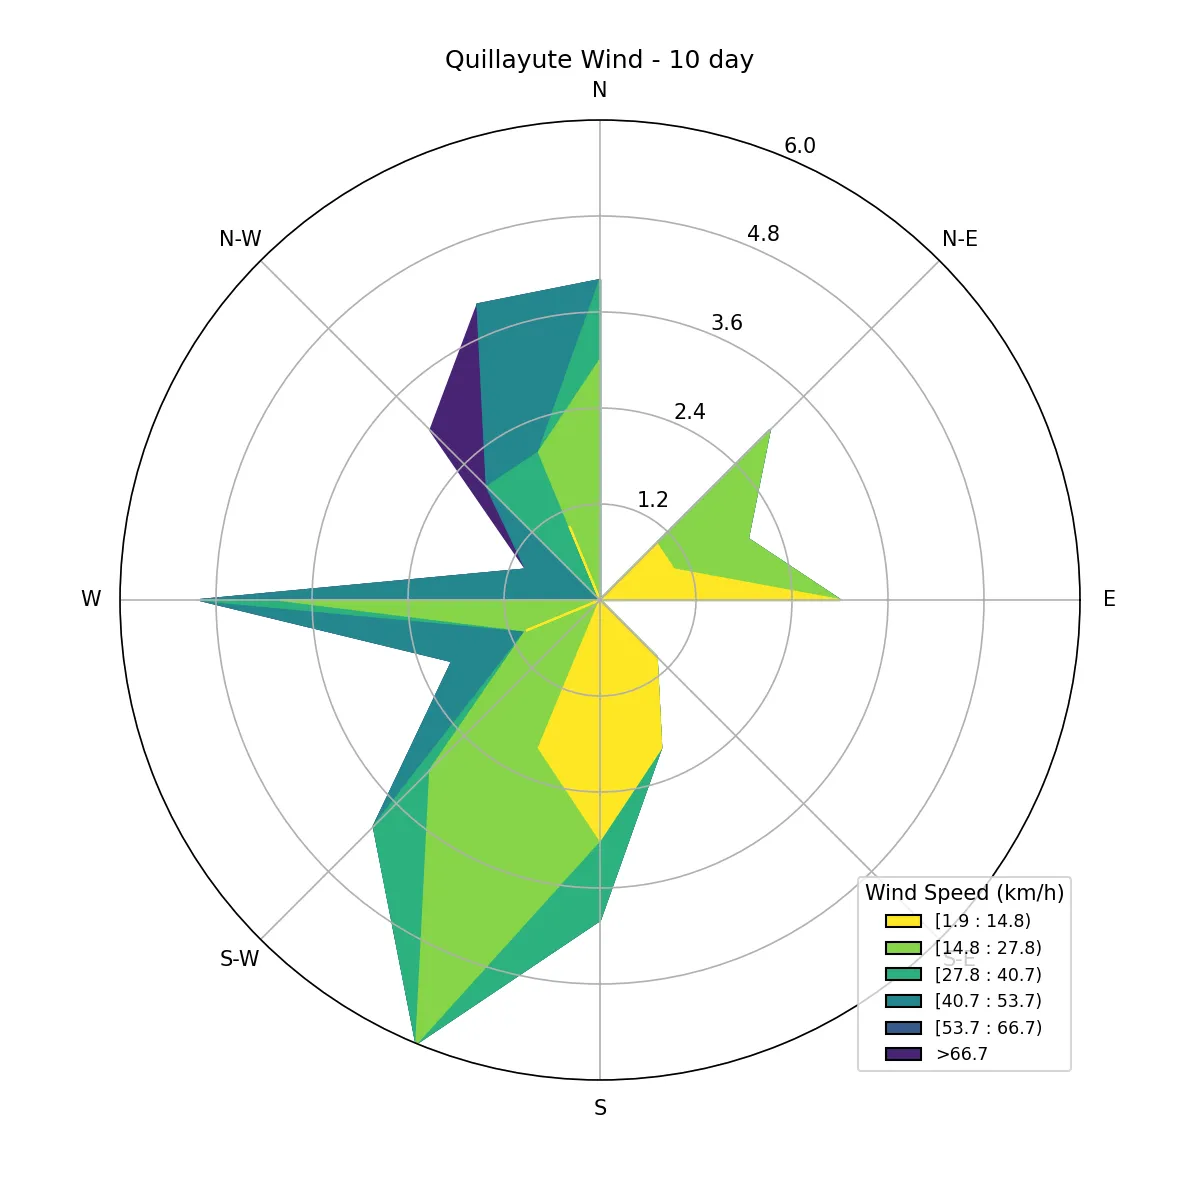 Quillayute Wind - 10 day
N
6.0
N-W
4.8
N-E
3.6
2.4
1.2
W
E
S-W
S-E
S
Wind Speed (km/h)
[1.9 : 14.8)
[14.8 : 27.8)
[27.8 : 40.7)
[40.7 : 53.7)
[53.7 : 66.7)
>66.7